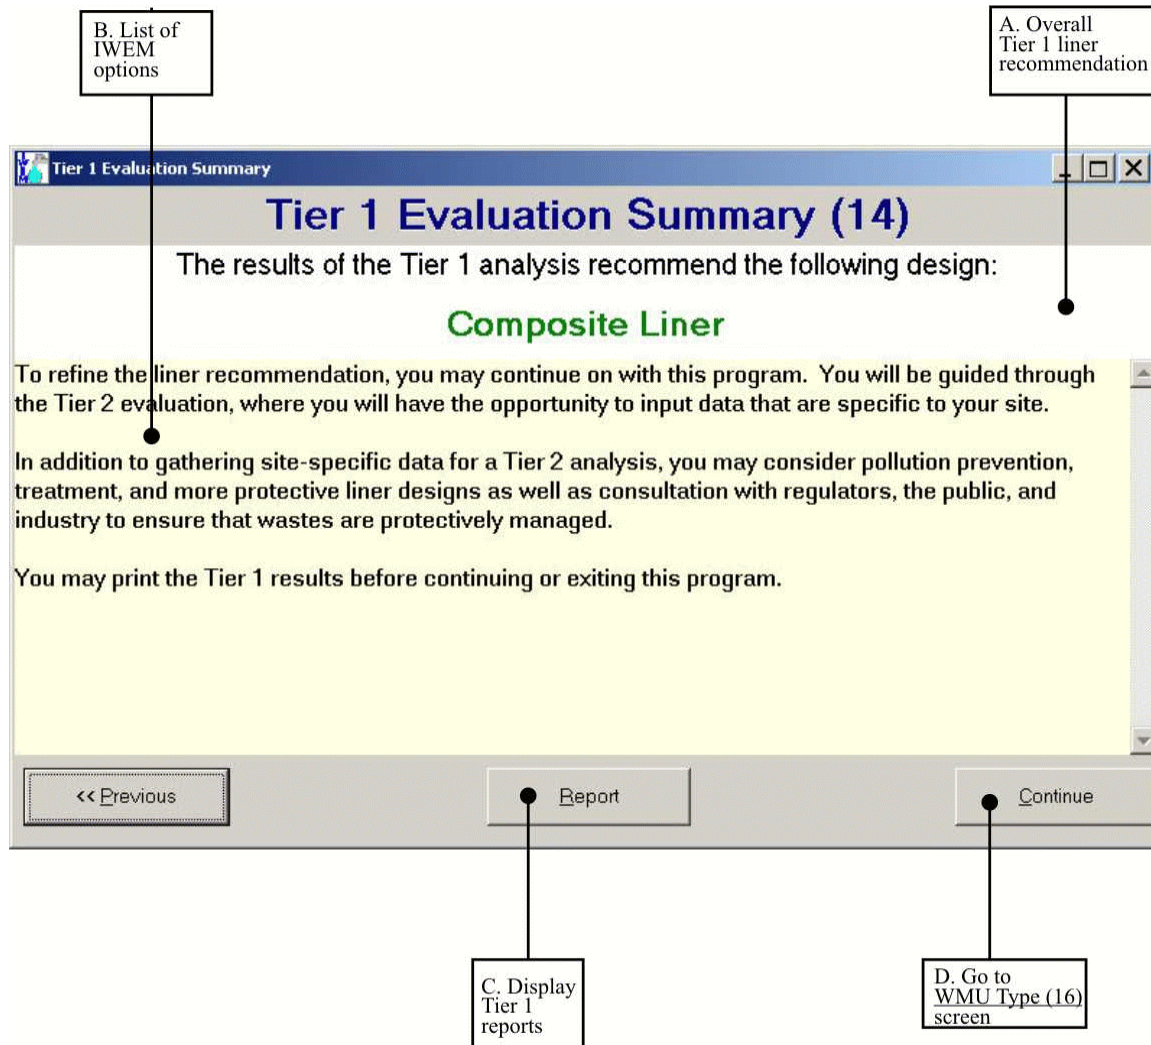 B. List of
IWEM
options
A. Overall
Tier 1 liner
recommendation
Tier 1 Evaluation Summary
Tier 1 Evaluation Summary (14)
The results of the Tier 1 analysis recommend the following design:
Composite Liner
To refine the liner recommendation, you may continue on with this program. You will be guided through
the Tier 2 evaluation, where you will have the opportunity to input data that are specific to your site.
In addition to gathering site-specific data for a Tier 2 analysis, you may consider pollution prevention,
treatment, and more protective liner designs as well as consultation with regulators, the public, and
industry to ensure that wastes are protectively managed.
You may print the Tier 1 results before continuing or exiting this program.
<< Previous
Report
Continue
C. Display
Tier 1
reports
D. Go to
WMU Type (16)
screen